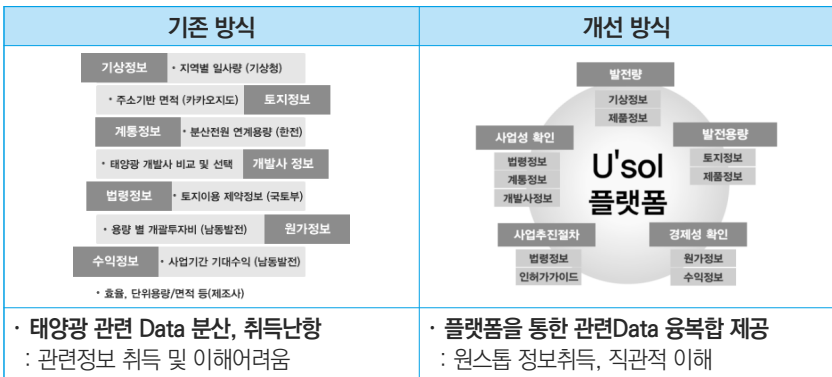 기존 방식
기상정보 · 지역별 일사량 (기상청)
· 주소기반 면적 (카카오지도) 토지정보
계통정보 · 분산전원 연계용량 (한전)
· 태양광 개발사 비교 및 선택 개발사 정보
법령정보 · 토지이용 제약정보 (국토부)
· 용량 별 개괄투자비 (남동발전) 원가정보
수익정보 · 사업기간 기대수익 (남동발전)
· 효율, 단위용량/면적 등(제조사)
· 태양광 관련 Data 분산, 취득난항
: 관련정보 취득 및 이해어려움
개선 방식
발전량
기상정보
제품정보
사업성 확인
법령정보
계통정보
개발사정보
발전용량
토지정보
제품정보
U'sol
플랫폼
사업추진절차
법령정보
인허가가이드
경제성 확인
원가정보
수익정보
· 플랫폼을 통한 관련Data 융복합 제공
: 원스톱 정보취득, 직관적 이해